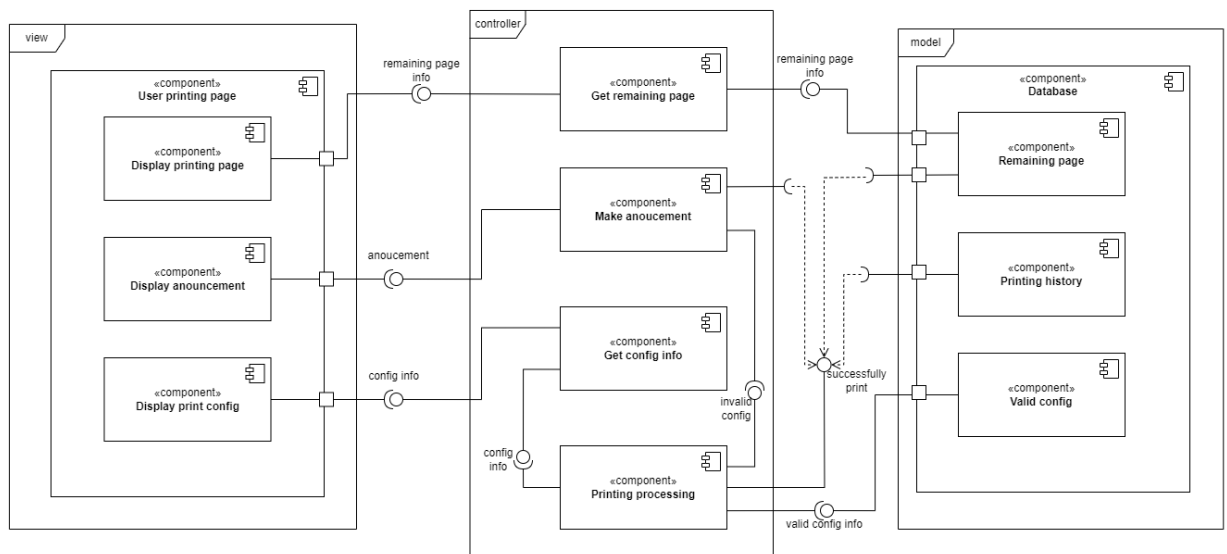 view
«component»
User printing page
«component»
Display printing page
«component»
Display anouncement
«component»
Display print config
remaining page
info
anoucement
config info
controller
«component»
Get remaining page
«component»
Make anoucement
«component»
Get config info
«component»
Printing processing
config
info
invalid
config
remaining page
info
successfully
print
valid config info
model
«component»
Database
«component»
Remaining page
«component»
Printing history
«component»
Valid config